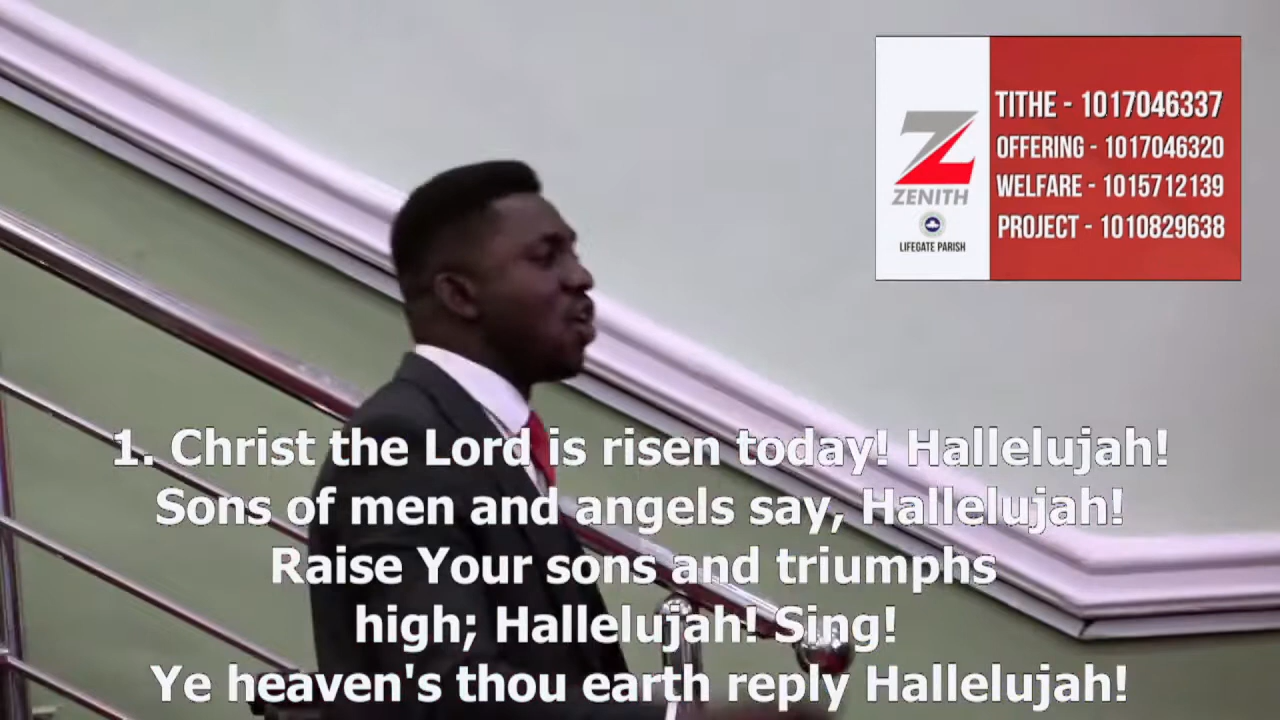 TITHE - 1017046337
OFFERING - 1017046320
WELFARE - 1015712139
PROJECT - 1010829638
ZENITH
LIFEGATE PARISH
1. Christ the Lord is risen today! Hallelujah!
Sons of men and angels say, Hallelujah!
Raise Your sons and triumphs
high; Hallelujah! Sing!
Ye heaven's thou earth reply Hallelujah!